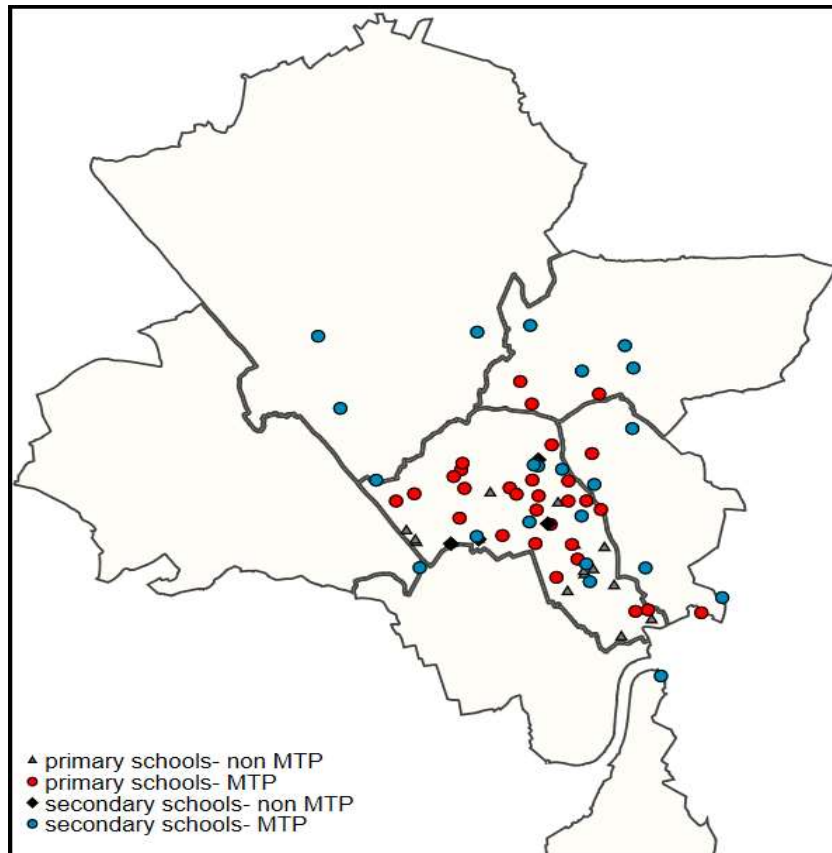 primary schools- non MTP
primary schools- MTP
secondary schools- non MTP
secondary schools- MTP